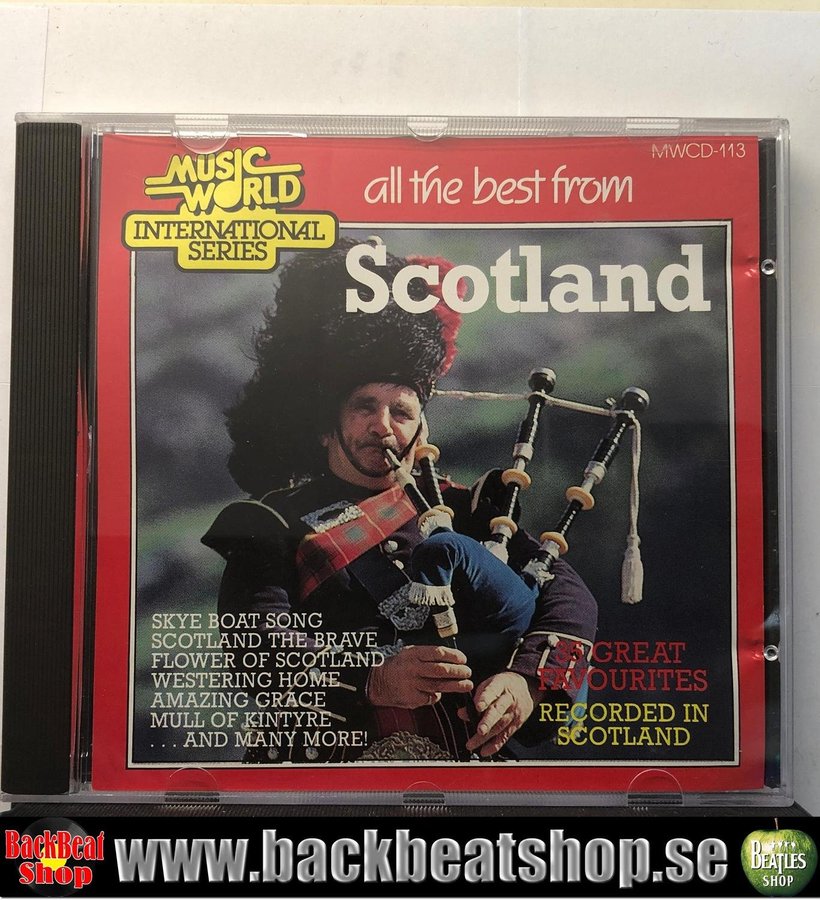 MWCD-113
MUSIC
WORLD
INTERNATIONAL
SERIES
all the best from
Scotland
SKYE BOAT SONG
SCOTLAND THE BRAVE
FLOWER OF SCOTLAND
WESTERING HOME
AMAZING GRACE
MULL OF KINTYRE
. . . AND MANY MORE!
GREAT
FAVOURITES
RECORDED IN
SCOTLAND
BackBeat
Shop
www.backbeatshop.se
BEATLES
SHOP